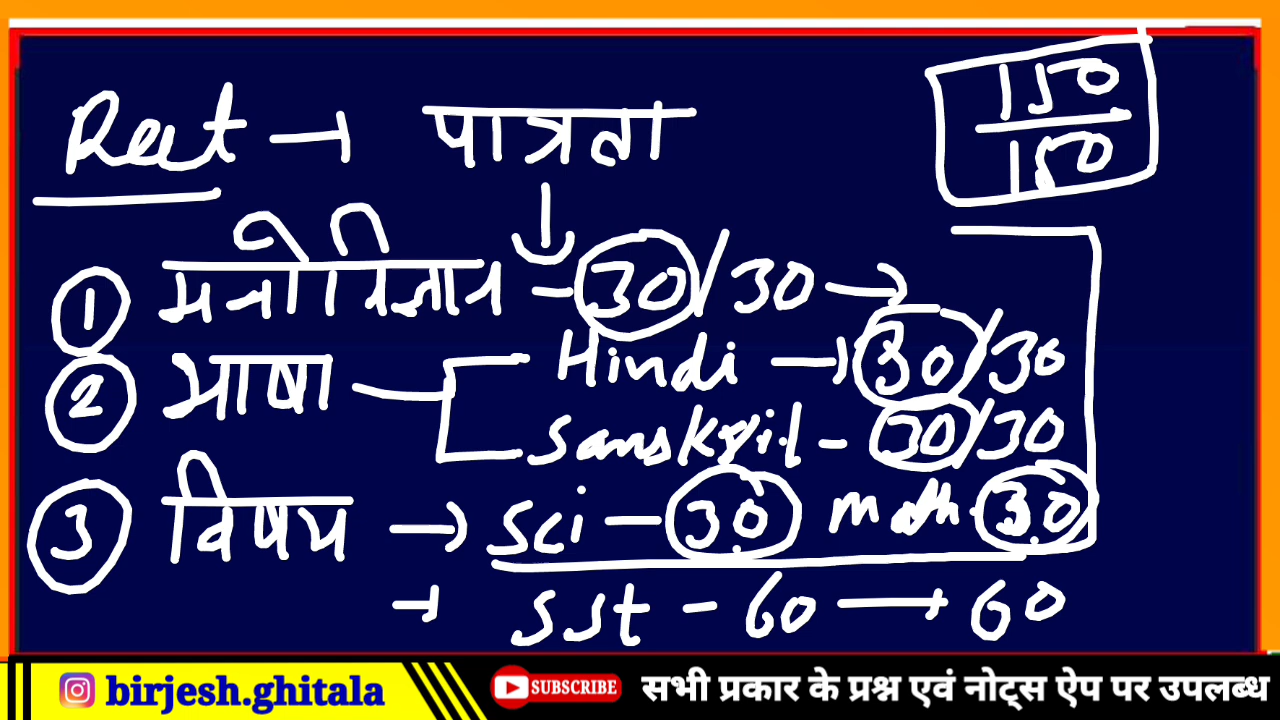 Reet → पात्रता
150
150
① मनोविज्ञान - 30/30 →
② भाषा Hindi → 30/30
Sanskrit - 30/30
③ विषय → Sci - 30 math. 30
→ SSt - 60 → 60
birjesh.ghitala SUBSCRIBE सभी प्रकार के प्रश्न एवं नोट्स ऐप पर उपलब्ध